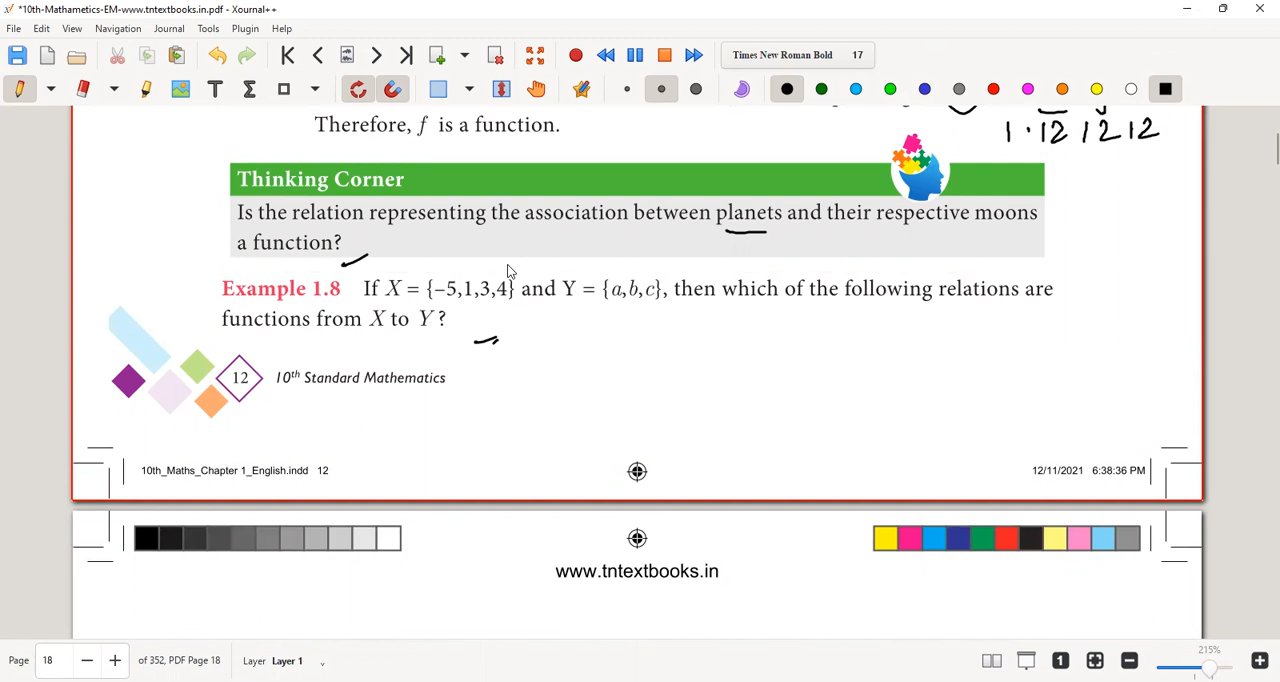 *10th-Mathametics-EM-www.tntextbooks.in.pdf - Xournal++
File Edit View Navigation Journal Tools Plugin Help
Times New Roman Bold 17
Therefore, f is a function.
1 · 12 12 12
Thinking Corner
Is the relation representing the association between planets and their respective moons
a function?
Example 1.8 If X = {–5,1,3,4} and Y = {a,b,c}, then which of the following relations are
functions from X to Y ?
12 10th Standard Mathematics
10th_Maths_Chapter 1_English.indd 12 12/11/2021 6:38:36 PM
www.tntextbooks.in
Page 18 of 352, PDF Page 18 Layer Layer 1 1 215%